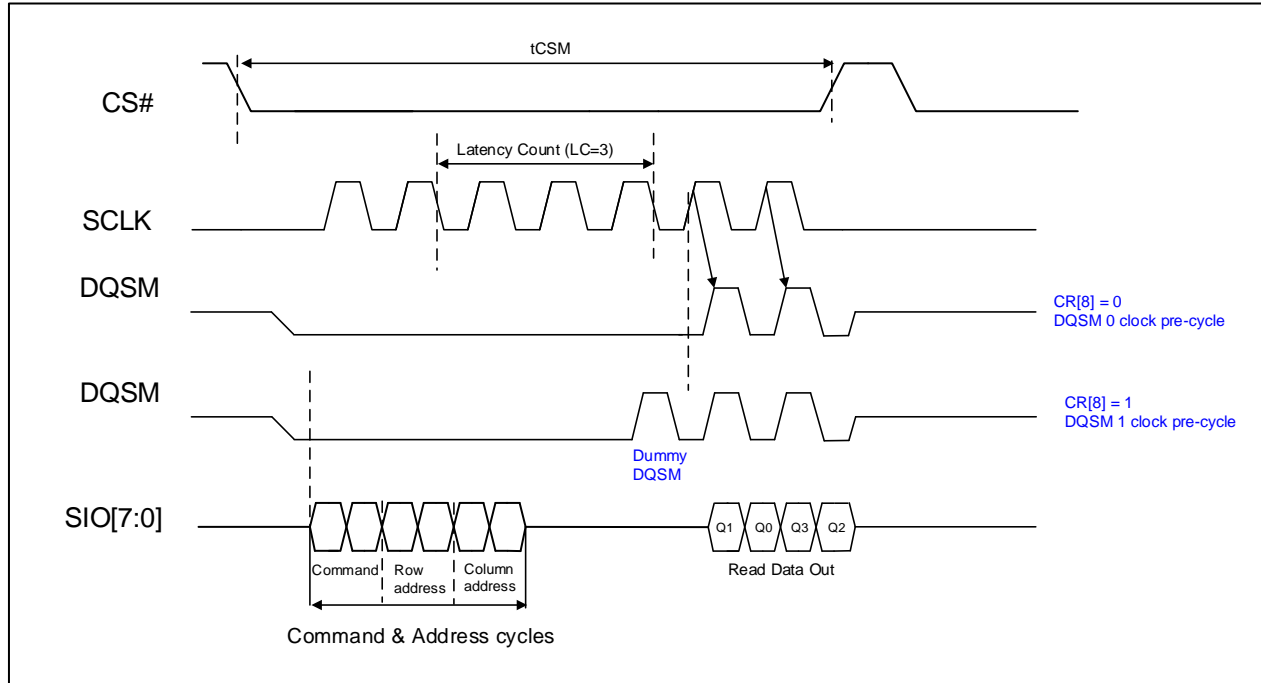 tCSM
CS#
Latency Count (LC=3)
SCLK
DQSM
CR[8] = 0
DQSM 0 clock pre-cycle
DQSM
CR[8] = 1
DQSM 1 clock pre-cycle
Dummy
DQSM
SIO[7:0]
Q1 Q0 Q3 Q2
Command
Row
address
Column
address
Read Data Out
Command & Address cycles